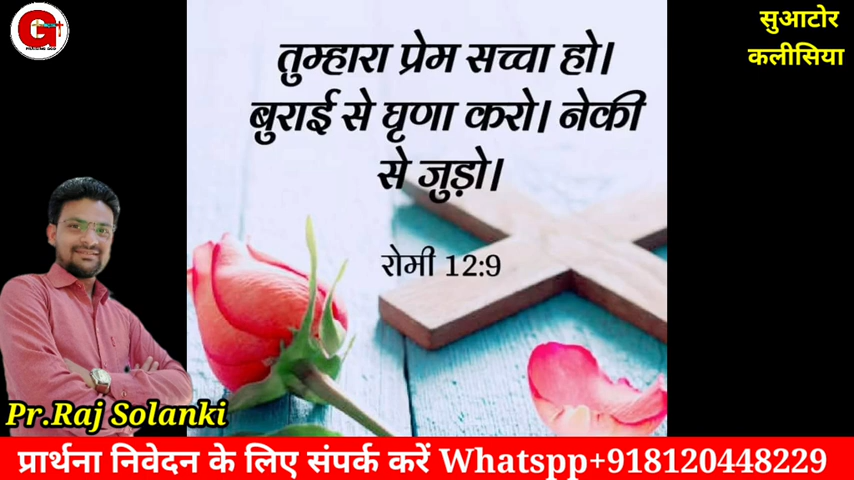 सुआटोर
कलीसिया
तुम्हारा प्रेम सच्चा हो।
बुराई से घृणा करो। नेकी
से जुड़ो।
रोमी 12:9
Pr.Raj Solanki
प्रार्थना निवेदन के लिए संपर्क करें Whatspp+918120448229